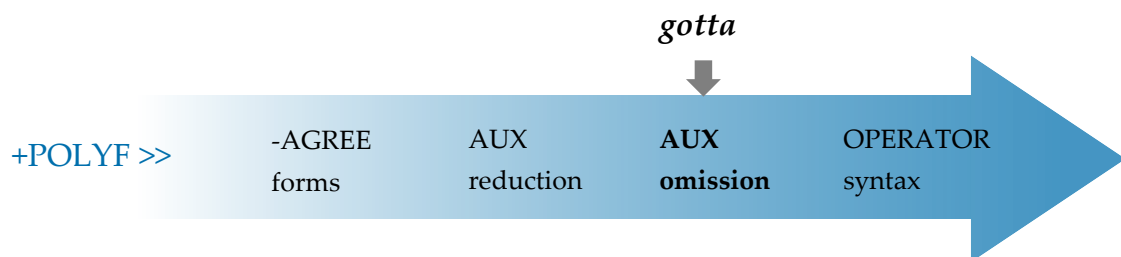 gotta
+POLYF >>
-AGREE
forms
AUX
reduction
AUX
omission
OPERATOR
syntax